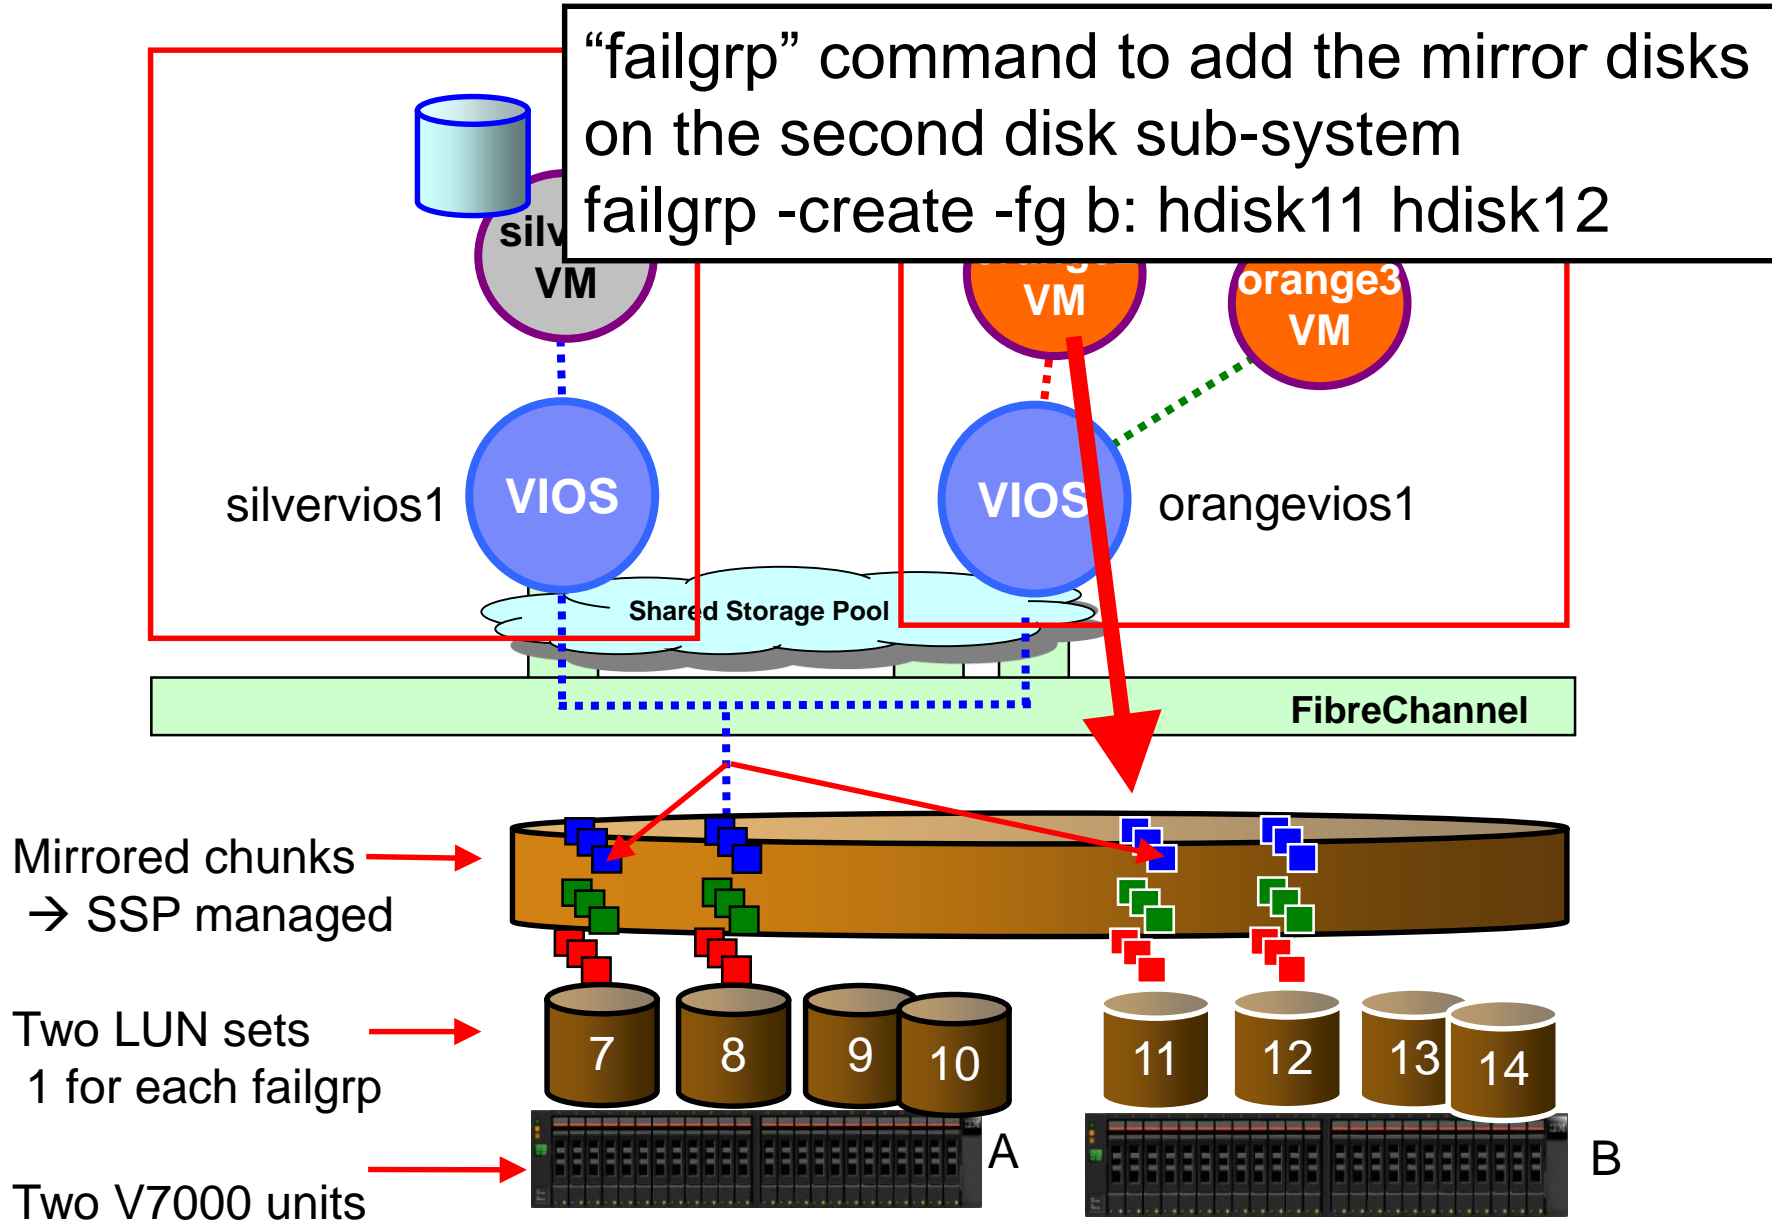 “failgrp” command to add the mirror disks
on the second disk sub-system
failgrp -create -fg b: hdisk11 hdisk12
VM
VM
orange3
VM
silvervios1
VIOS
VIOS
orangevios1
Shared Storage Pool
FibreChannel
Mirrored chunks
→ SSP managed
Two LUN sets
1 for each failgrp
7
8
9
10
11
12
13
14
A
B
Two V7000 units